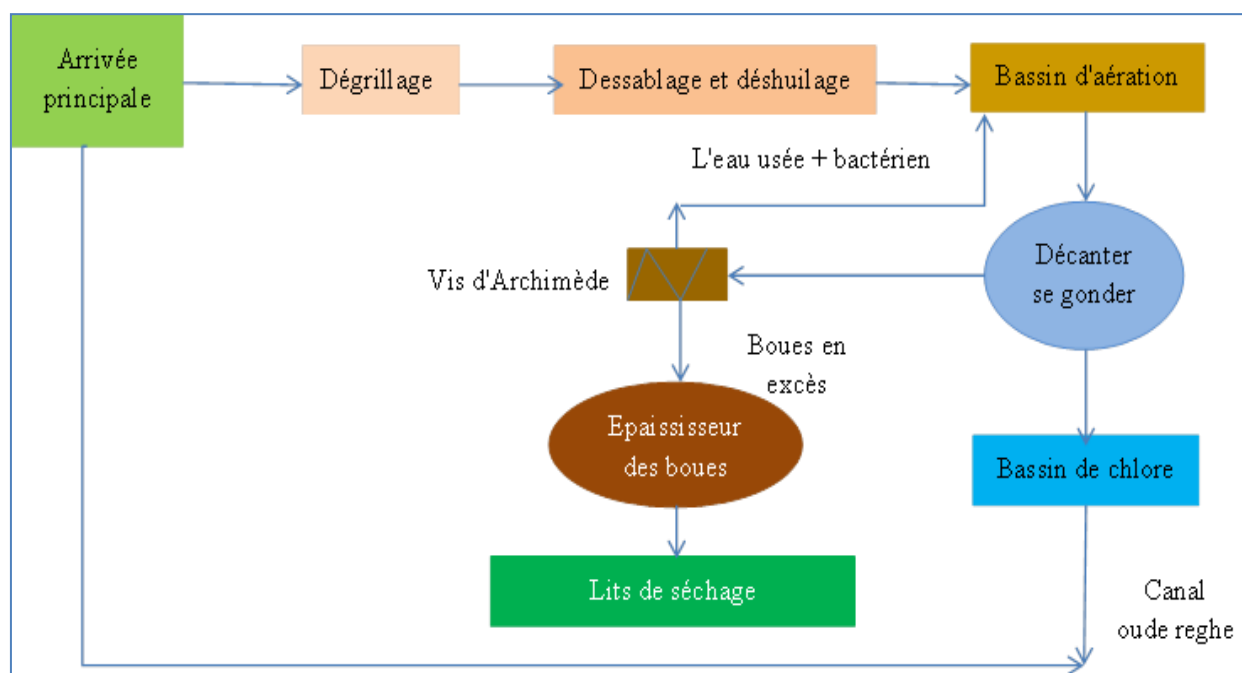 Arrivée
principale
Dégrillage
Dessablage et déshuilage
Bassin d'aération
L'eau usée + bactérien
Décanter
se gonder
Vis d'Archimède
Boues en
excès
Epaississeur
des boues
Bassin de chlore
Lits de séchage
Canal
oude reghe